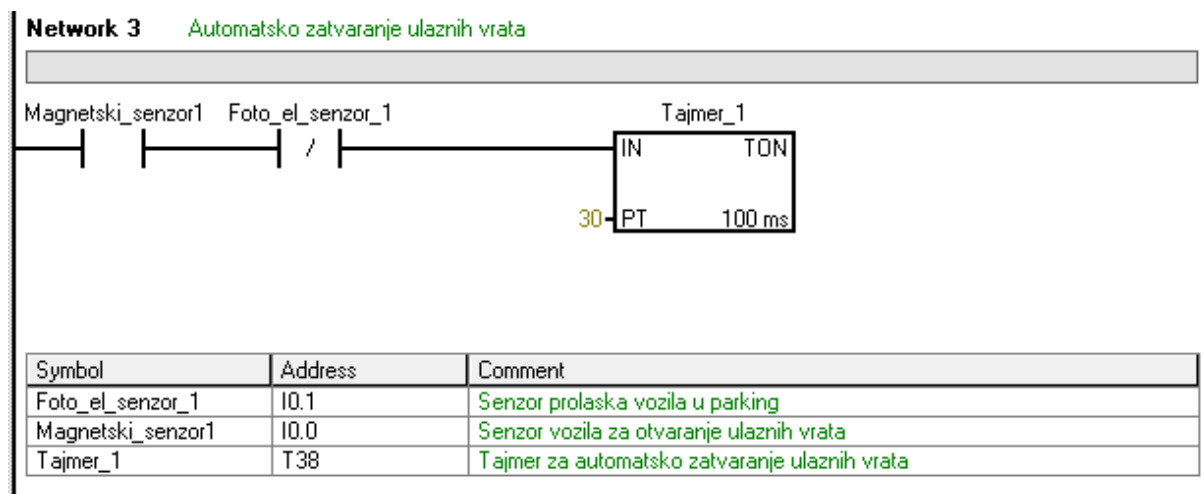 Network 3 Automatsko zatvaranje ulaznih vrata
Magnetski_senzor1 Foto_el_senzor_1 Tajmer_1
/ IN TON
30 PT 100 ms
Symbol Address Comment
Foto_el_senzor_1 I0.1 Senzor prolaska vozila u parking
Magnetski_senzor1 I0.0 Senzor vozila za otvaranje ulaznih vrata
Tajmer_1 T38 Tajmer za automatsko zatvaranje ulaznih vrata